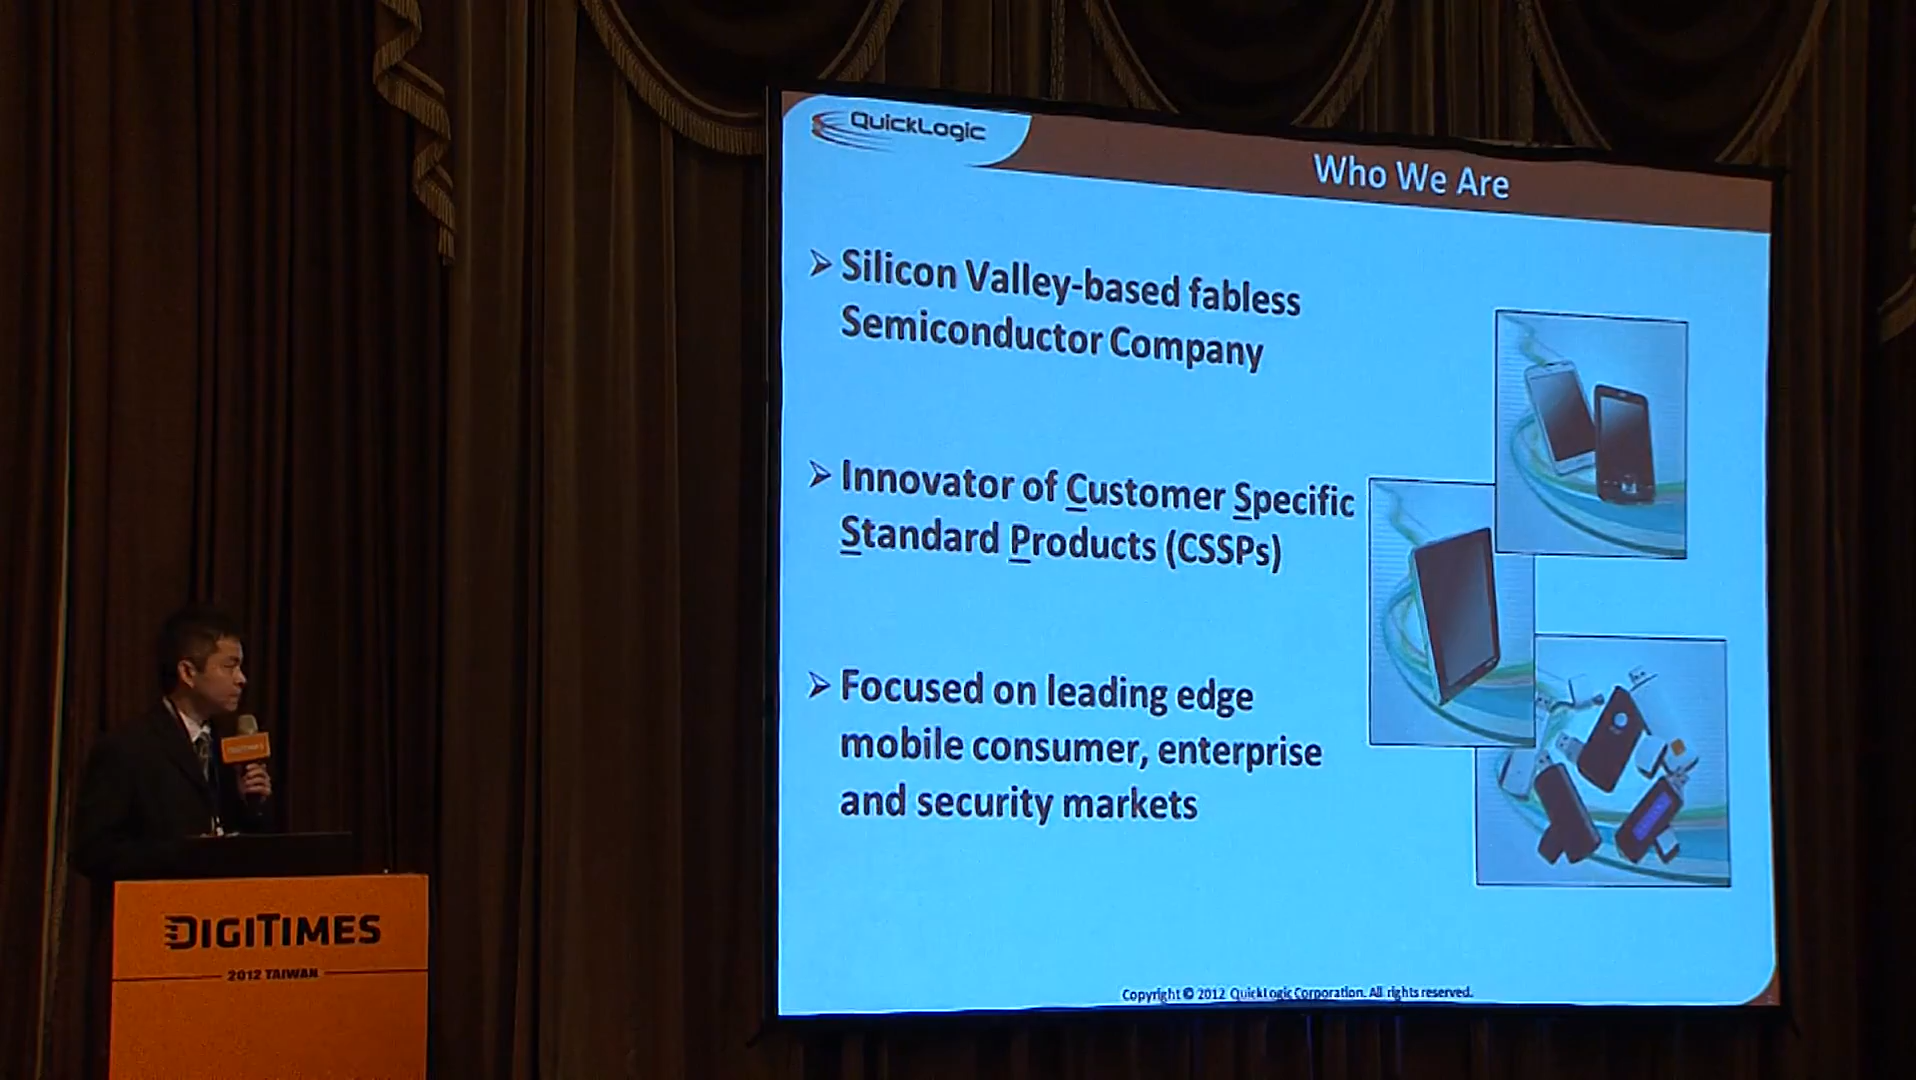 QuickLogic
Who We Are
Silicon Valley-based fabless
Semiconductor Company
Innovator of Customer Specific
Standard Products (CSSPs)
Focused on leading edge
mobile consumer, enterprise
and security markets
Copyright © 2012 QuickLogic Corporation. All rights reserved.
DIGITIMES
DIGITIMES
2012 TAIWAN